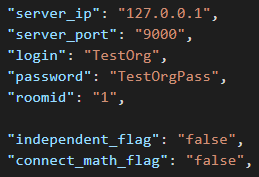 "server_ip": "127.0.0.1",
"server_port": "9000",
"login": "TestOrg",
"password": "TestOrgPass",
"roomid": "1",
"independent_flag": "false",
"connect_math_flag": "false",